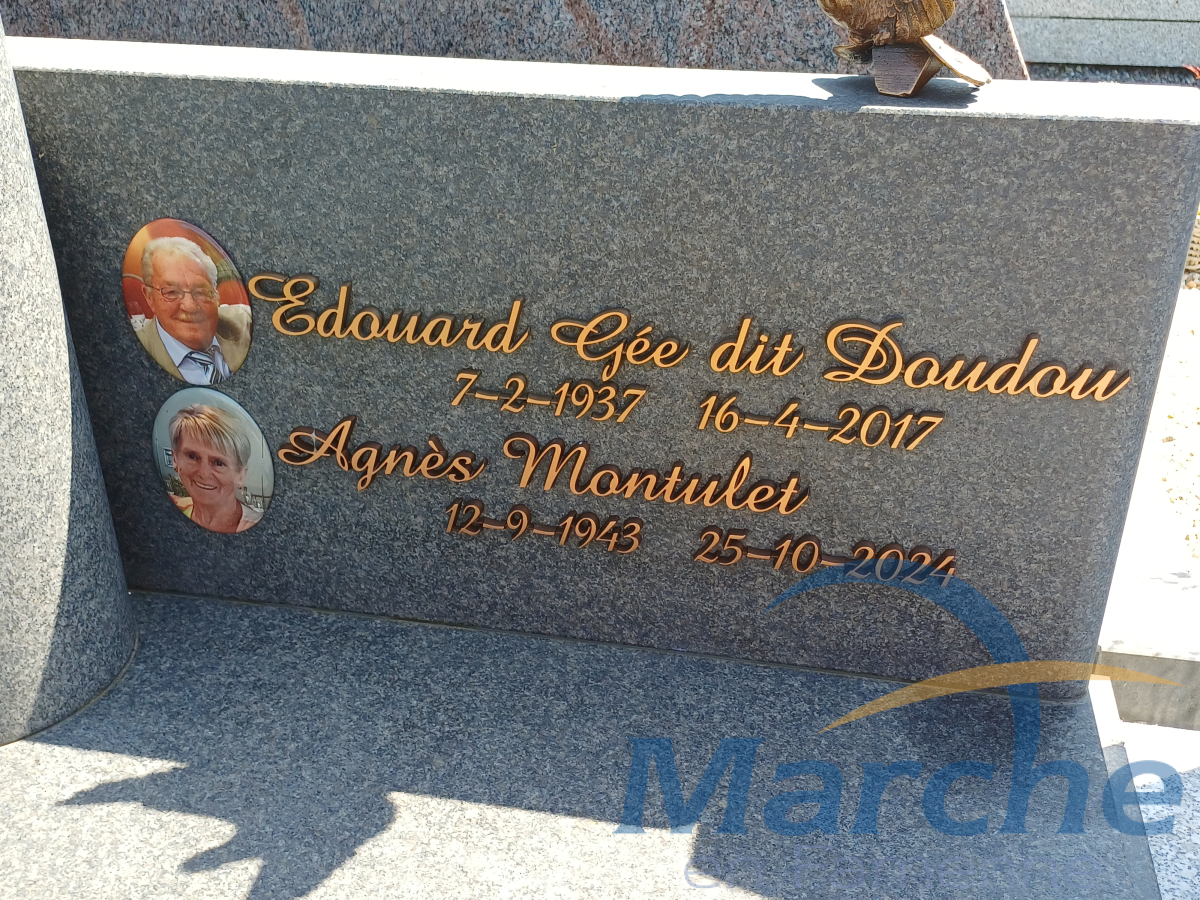 Edouard Gée dit Doudou
7-2-1937 16-4-2017
Agnès Montulet
12-9-1943 25-10-2024
Marche